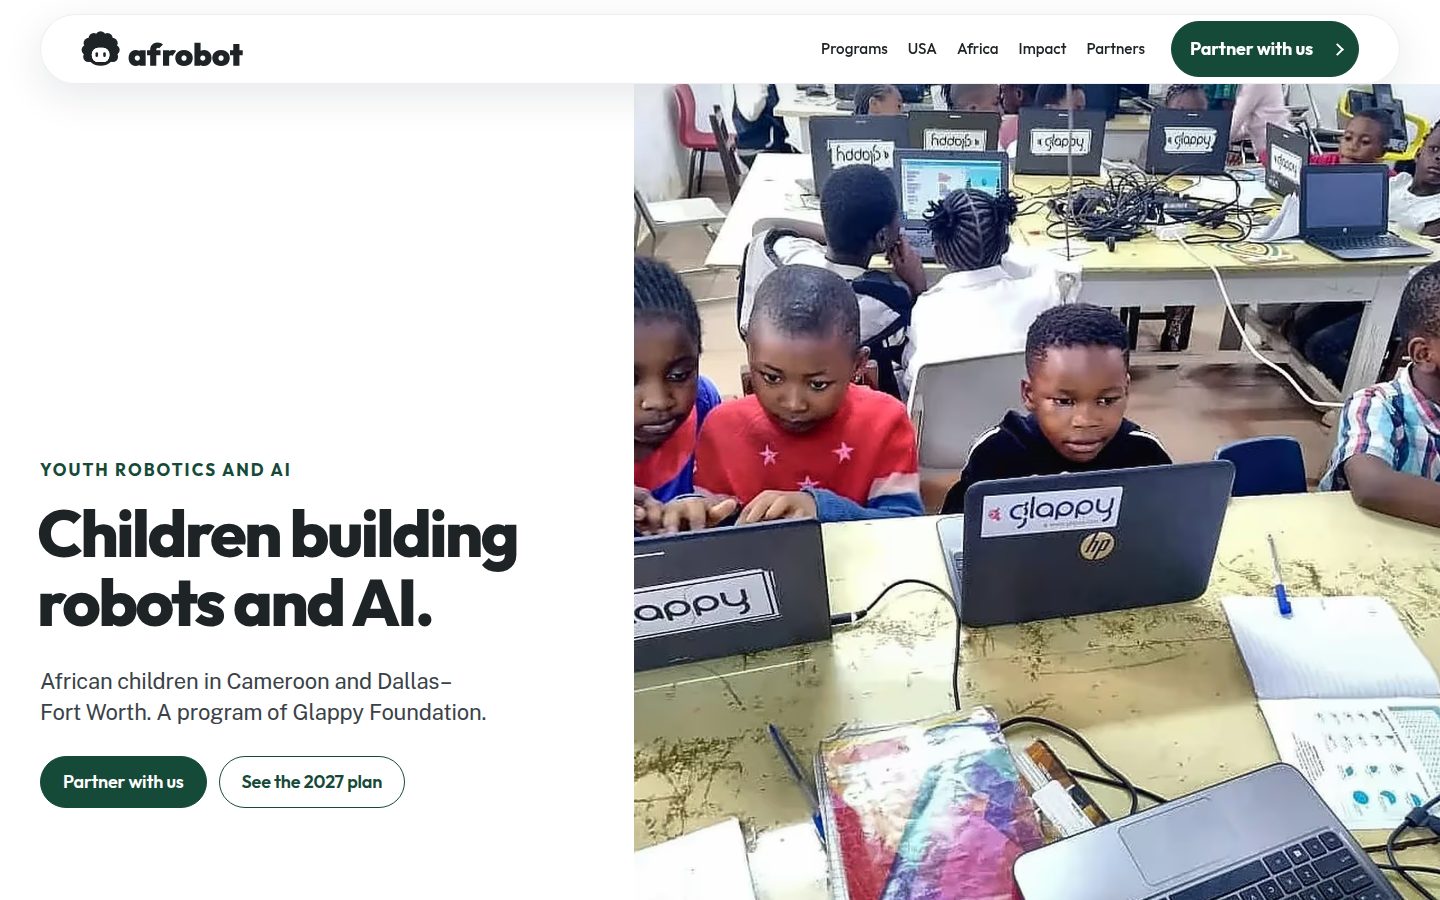 afrobot
Programs
USA
Africa
Impact
Partners
Partner with us
glappy
glappy
glappy
glappy
glappy
YOUTH ROBOTICS AND AI
Children building
robots and AI.
glappy
hp
African children in Cameroon and Dallas–
Fort Worth. A program of Glappy Foundation.
Partner with us
See the 2027 plan